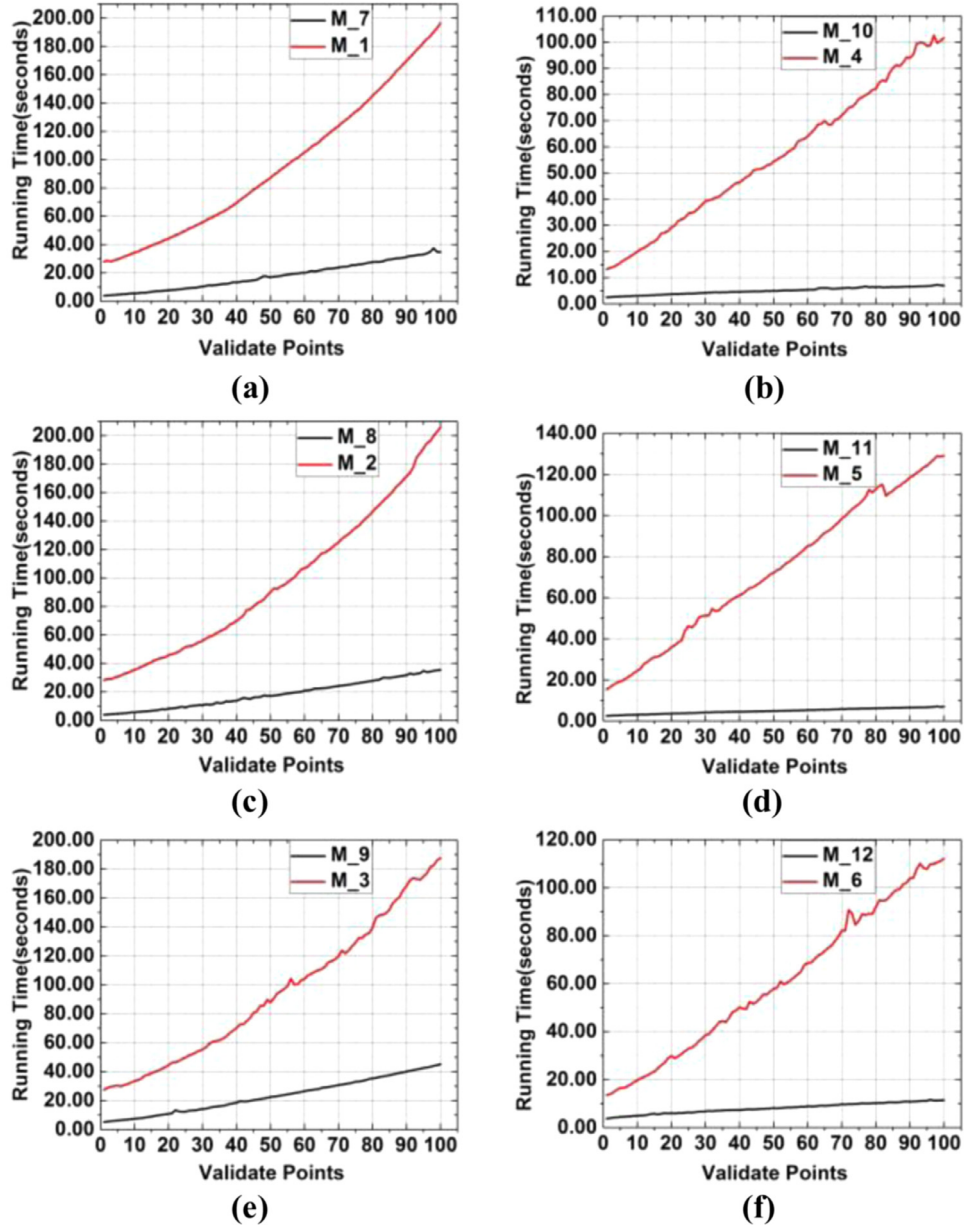 M_7
M_1
Running Time(seconds)
200.00
180.00
160.00
140.00
120.00
100.00
80.00
60.00
40.00
20.00
0.00
0 10 20 30 40 50 60 70 80 90 100
Validate Points
(a)
M_10
M_4
Running Time(seconds)
110.00
100.00
90.00
80.00
70.00
60.00
50.00
40.00
30.00
20.00
10.00
0.00
0 10 20 30 40 50 60 70 80 90 100
Validate Points
(b)
M_8
M_2
Running Time(seconds)
200.00
180.00
160.00
140.00
120.00
100.00
80.00
60.00
40.00
20.00
0.00
0 10 20 30 40 50 60 70 80 90 100
Validate Points
(c)
M_11
M_5
Running Time(seconds)
140.00
120.00
100.00
80.00
60.00
40.00
20.00
0.00
0 10 20 30 40 50 60 70 80 90 100
Validate Points
(d)
M_9
M_3
Running Time(seconds)
200.00
180.00
160.00
140.00
120.00
100.00
80.00
60.00
40.00
20.00
0.00
0 10 20 30 40 50 60 70 80 90 100
Validate Points
(e)
M_12
M_6
Running Time(seconds)
120.00
100.00
80.00
60.00
40.00
20.00
0.00
0 10 20 30 40 50 60 70 80 90 100
Validate Points
(f)